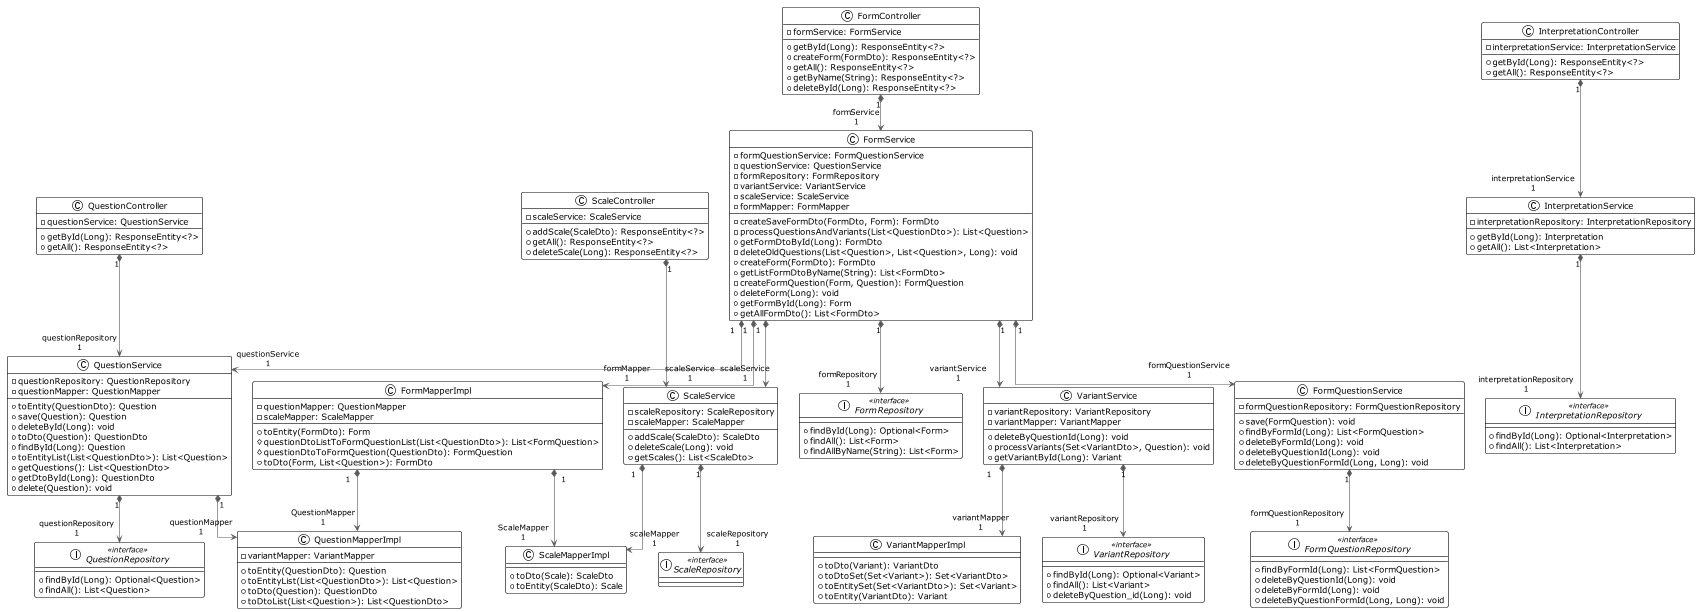 FormController
formService: FormService
getById(Long): ResponseEntity<?>
createForm(FormDto): ResponseEntity<?>
getAll(): ResponseEntity<?>
getByName(String): ResponseEntity<?>
deleteById(Long): ResponseEntity<?>
1
formService
1
InterpretationController
interpretationService: InterpretationService
getById(Long): ResponseEntity<?>
getAll(): ResponseEntity<?>
1
interpretationService
1
FormService
formQuestionService: FormQuestionService
questionService: QuestionService
formRepository: FormRepository
variantService: VariantService
scaleService: ScaleService
formMapper: FormMapper
createSaveFormDto(FormDto, Form): FormDto
processQuestionsAndVariants(List<QuestionDto>): List<Question>
getFormDtoById(Long): FormDto
deleteOldQuestions(List<Question>, List<Question>, Long): void
createForm(FormDto): FormDto
getListFormDtoByName(String): List<FormDto>
createFormQuestion(Form, Question): FormQuestion
deleteForm(Long): void
getFormById(Long): Form
getAllFormDto(): List<FormDto>
1 1 1 1 1 1
QuestionController
questionService: QuestionService
getById(Long): ResponseEntity<?>
getAll(): ResponseEntity<?>
1
questionRepository
1
ScaleController
scaleService: ScaleService
addScale(ScaleDto): ResponseEntity<?>
getAll(): ResponseEntity<?>
deleteScale(Long): ResponseEntity<?>
1
InterpretationService
interpretationRepository: InterpretationRepository
getById(Long): Interpretation
getAll(): List<Interpretation>
1
interpretationRepository
1
questionService
1
formMapper
1
scaleService
1
scaleService
1
formRepository
1
variantService
1
formQuestionService
1
QuestionService
questionRepository: QuestionRepository
questionMapper: QuestionMapper
toEntity(QuestionDto): Question
save(Question): Question
deleteById(Long): void
toDto(Question): QuestionDto
findById(Long): Question
toEntityList(List<QuestionDto>): List<Question>
getQuestions(): List<QuestionDto>
getDtoById(Long): QuestionDto
delete(Question): void
1 1
questionRepository
1
questionMapper
1
FormMapperImpl
questionMapper: QuestionMapper
scaleMapper: ScaleMapper
toEntity(FormDto): Form
questionDtoListToFormQuestionList(List<QuestionDto>): List<FormQuestion>
questionDtoToFormQuestion(QuestionDto): FormQuestion
toDto(Form, List<Question>): FormDto
1 1
QuestionMapper
1
ScaleMapper
1
ScaleService
scaleRepository: ScaleRepository
scaleMapper: ScaleMapper
addScale(ScaleDto): ScaleDto
deleteScale(Long): void
getScales(): List<ScaleDto>
1 1
scaleMapper
1
scaleRepository
1
«interface»
FormRepository
findById(Long): Optional<Form>
findAll(): List<Form>
findAllByName(String): List<Form>
VariantService
variantRepository: VariantRepository
variantMapper: VariantMapper
deleteByQuestionId(Long): void
processVariants(Set<VariantDto>, Question): void
getVariantById(Long): Variant
1 1
variantMapper
1
variantRepository
1
FormQuestionService
formQuestionRepository: FormQuestionRepository
save(FormQuestion): void
findByFormId(Long): List<FormQuestion>
deleteByFormId(Long): void
deleteByQuestionId(Long): void
deleteByQuestionFormId(Long, Long): void
1
formQuestionRepository
1
«interface»
InterpretationRepository
findById(Long): Optional<Interpretation>
findAll(): List<Interpretation>
«interface»
QuestionRepository
findById(Long): Optional<Question>
findAll(): List<Question>
QuestionMapperImpl
variantMapper: VariantMapper
toEntity(QuestionDto): Question
toEntityList(List<QuestionDto>): List<Question>
toDto(Question): QuestionDto
toDtoList(List<Question>): List<QuestionDto>
ScaleMapperImpl
toDto(Scale): ScaleDto
toEntity(ScaleDto): Scale
«interface»
ScaleRepository
VariantMapperImpl
toDto(Variant): VariantDto
toDtoSet(Set<Variant>): Set<VariantDto>
toEntitySet(Set<VariantDto>): Set<Variant>
toEntity(VariantDto): Variant
«interface»
VariantRepository
findById(Long): Optional<Variant>
findAll(): List<Variant>
deleteByQuestion_id(Long): void
«interface»
FormQuestionRepository
findByFormId(Long): List<FormQuestion>
deleteByQuestionId(Long): void
deleteByFormId(Long): void
deleteByQuestionFormId(Long, Long): void